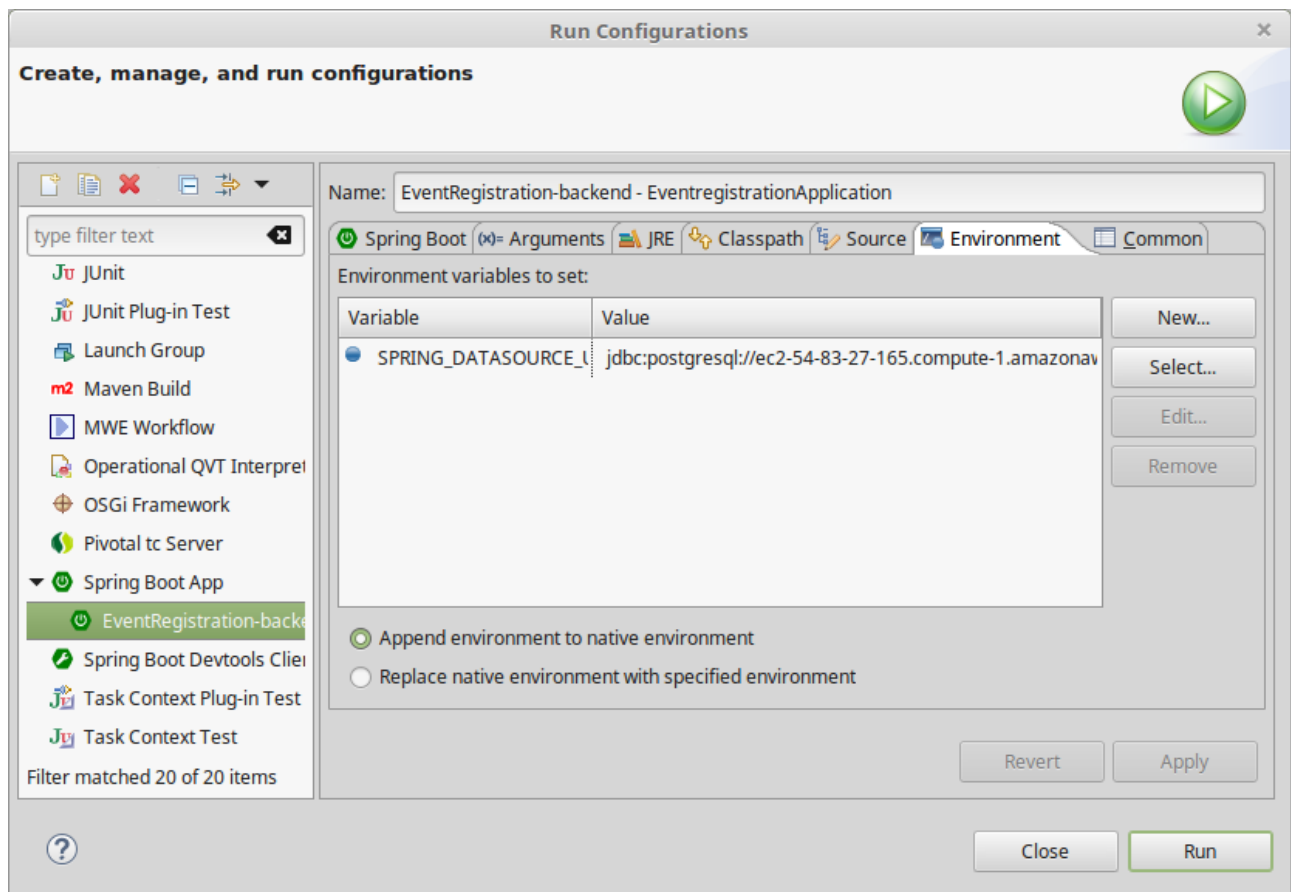 Run Configurations
Create, manage, and run configurations
type filter text
JUnit
JUnit Plug-in Test
Launch Group
m2 Maven Build
MWE Workflow
Operational QVT Interpret
OSGi Framework
Pivotal tc Server
Spring Boot App
EventRegistration-backe
Spring Boot Devtools Clier
Task Context Plug-in Test
Task Context Test
Filter matched 20 of 20 items
Name: EventRegistration-backend - EventregistrationApplication
Spring Boot (x)= Arguments JRE Classpath Source Environment Common
Environment variables to set:
Variable Value
SPRING_DATASOURCE_U jdbc:postgresql://ec2-54-83-27-165.compute-1.amazonaw
New...
Select...
Edit...
Remove
Append environment to native environment
Replace native environment with specified environment
Revert Apply
Close Run